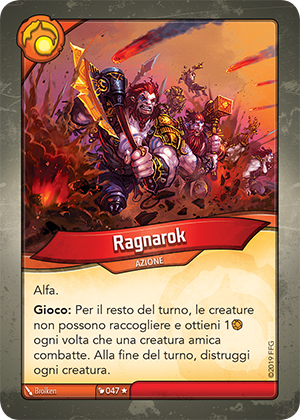 Ragnarok
AZIONE
Alfa.
Gioco: Per il resto del turno, le creature
non possono raccogliere e ottieni 1
ogni volta che una creatura amica
combatte. Alla fine del turno, distruggi
ogni creatura.
©2019 FFG
Broiken
047